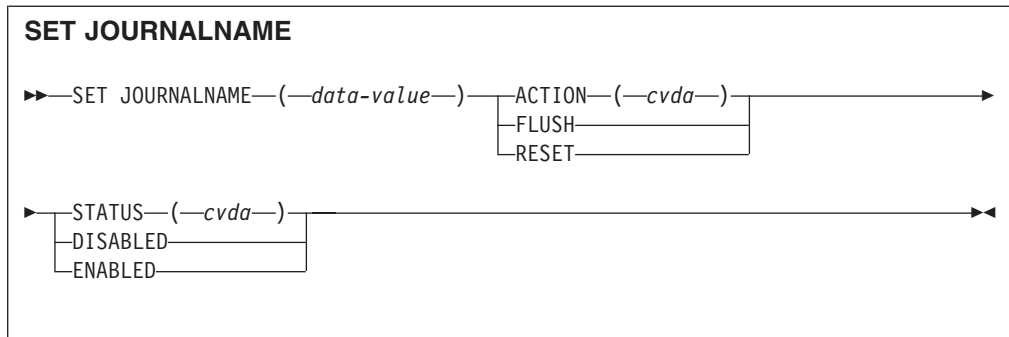 SET JOURNALNAME
SET JOURNALNAME ( data-value ) ACTION ( cvda )
FLUSH
RESET
STATUS ( cvda )
DISABLED
ENABLED